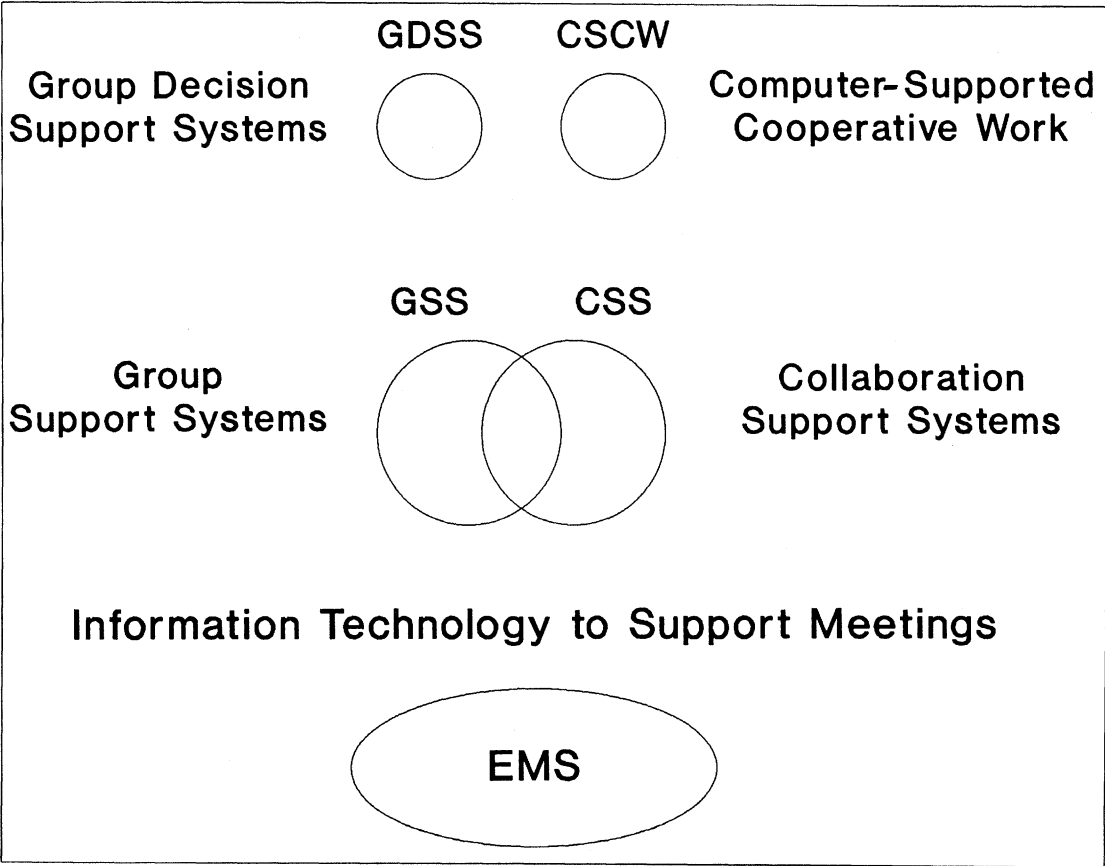 GDSS CSCW
Group Decision
Support Systems
Computer-Supported
Cooperative Work
GSS CSS
Group
Support Systems
Collaboration
Support Systems
Information Technology to Support Meetings
EMS